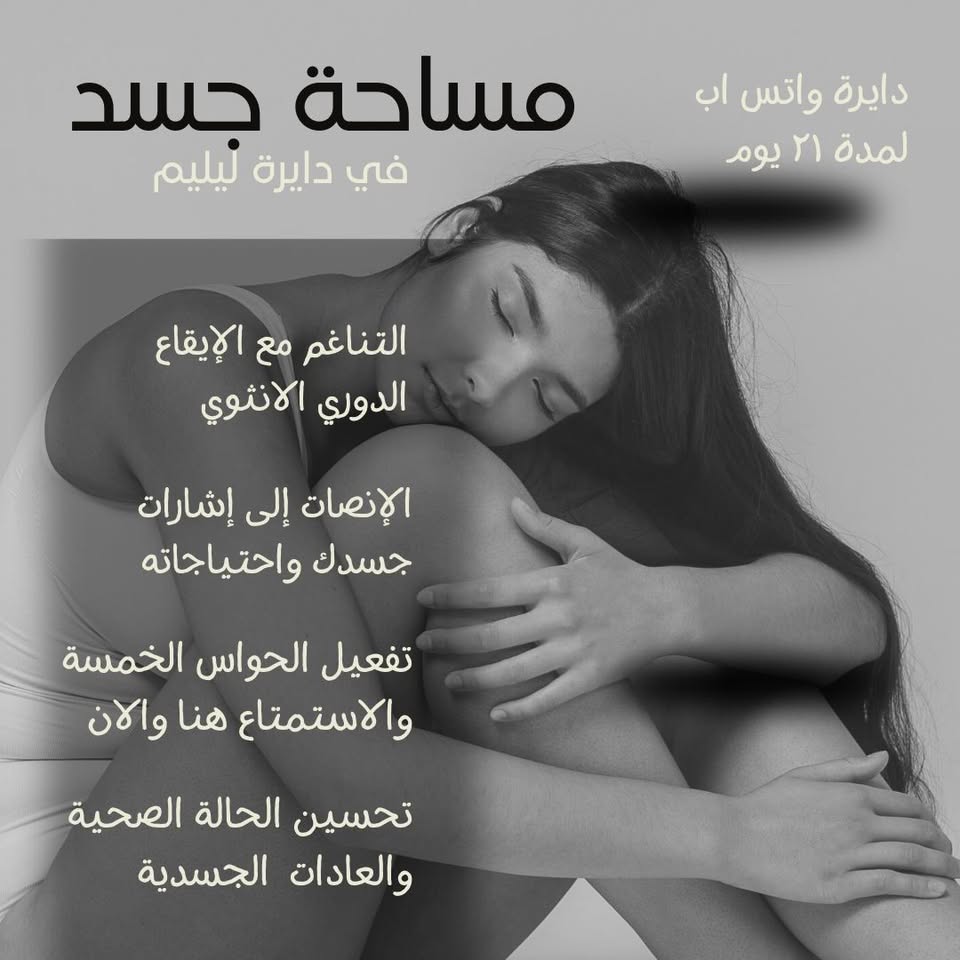 مساحة جسد
في دايرة ليليم
دايرة واتس اب
لمدة ٢١ يوم
التناغم مع الإيقاع
الدوري الانثوي
الإنصات إلى إشارات
جسدك واحتياجاته
تفعيل الحواس الخمسة
والاستمتاع هنا والان
تحسين الحالة الصحية
والعادات الجسدية